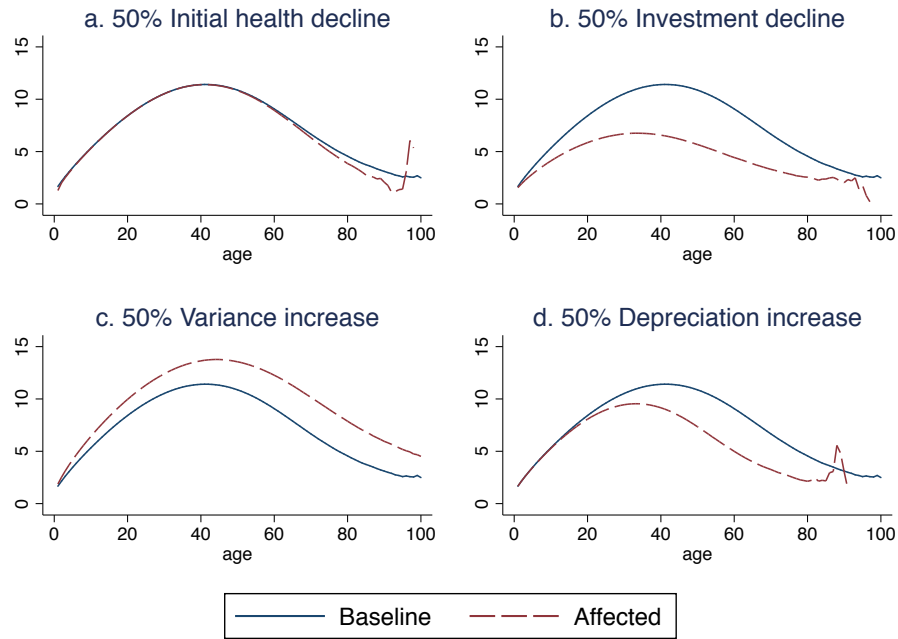 a. 50% Initial health decline
15
10
5
0
0 20 40 60 80 100
age
b. 50% Investment decline
15
10
5
0
0 20 40 60 80 100
age
c. 50% Variance increase
15
10
5
0
0 20 40 60 80 100
age
d. 50% Depreciation increase
15
10
5
0
0 20 40 60 80 100
age
Baseline Affected